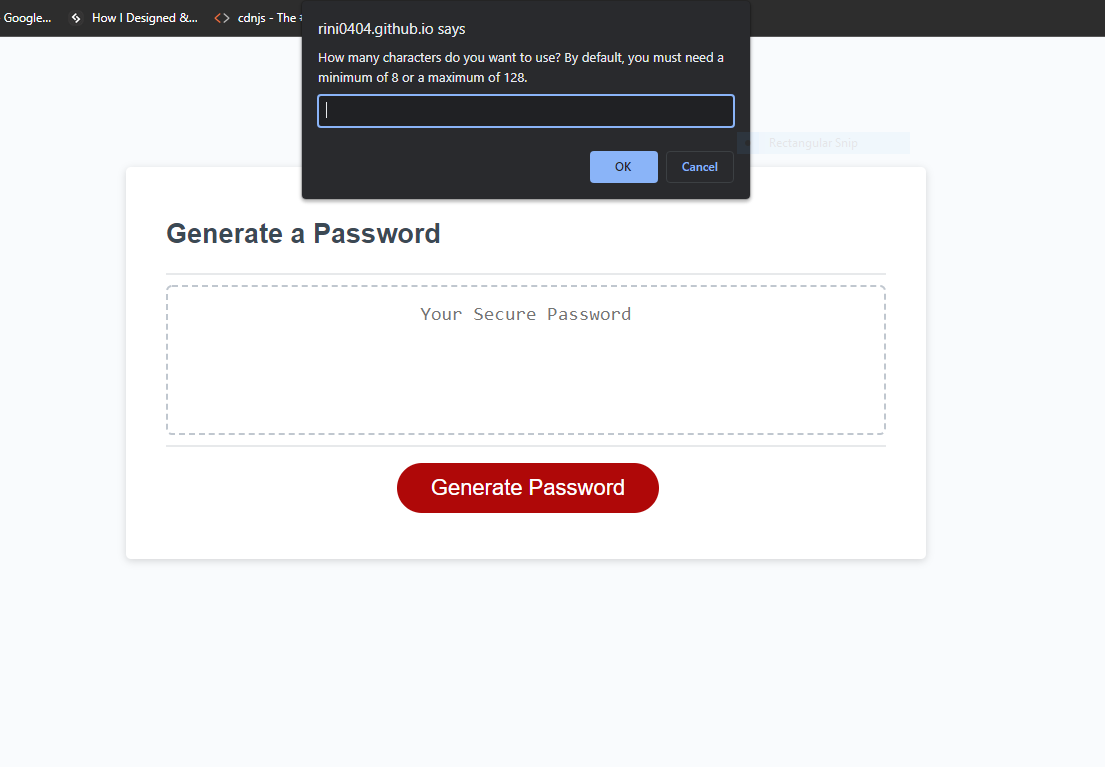 Google... How I Designed &... cdnjs - The
rini0404.github.io says
How many characters do you want to use? By default, you must need a
minimum of 8 or a maximum of 128.
Rectangular Snip
OK Cancel
Generate a Password
Your Secure Password
Generate Password